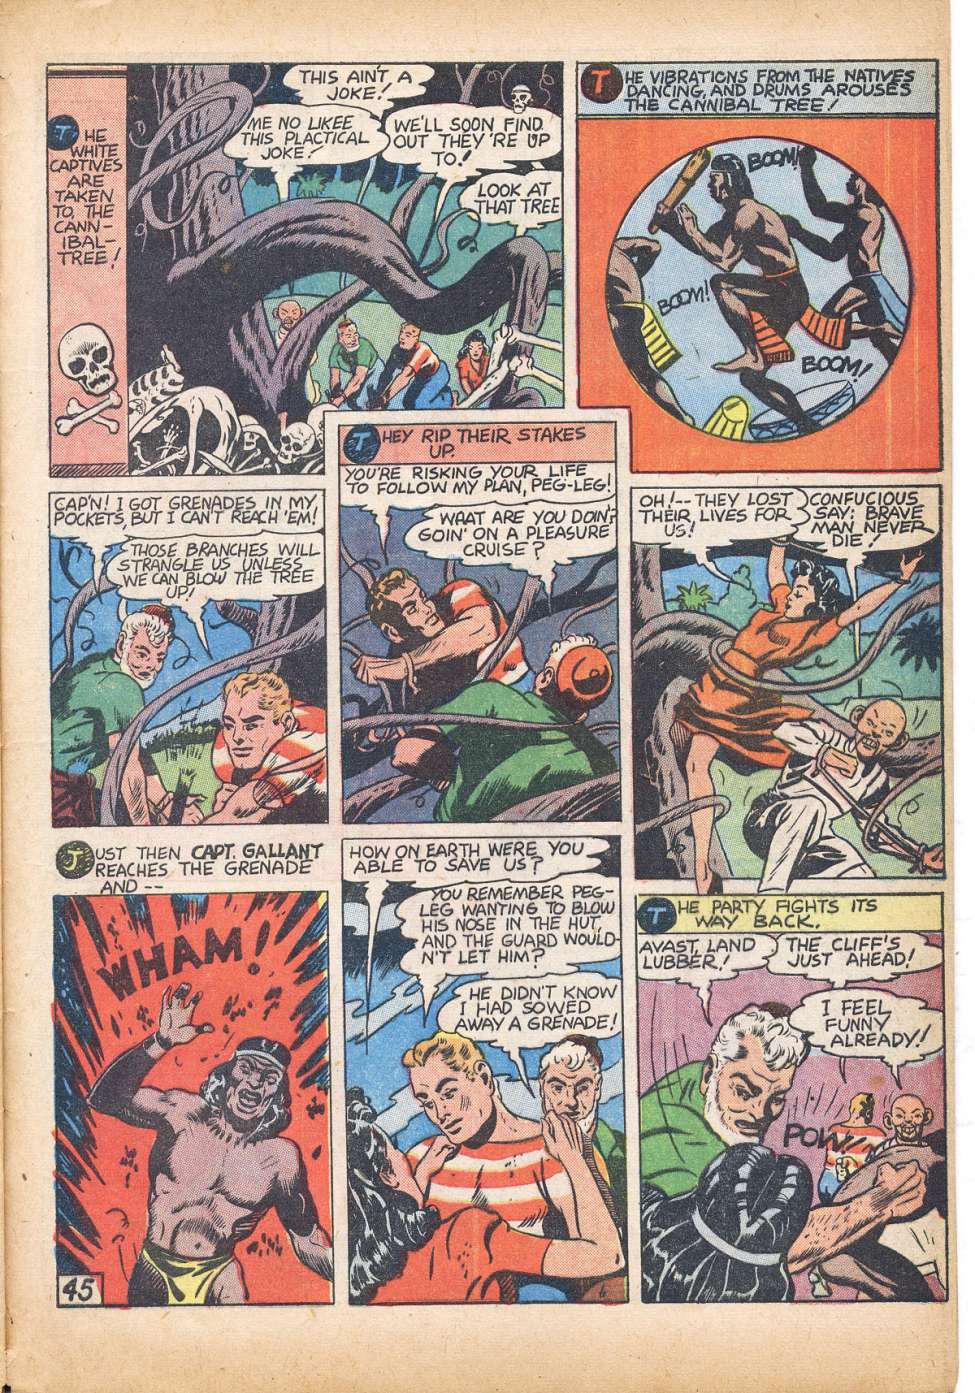 THE
WHITE
CAPTIVES
ARE
TAKEN
TO THE
CANN-
IBAL-
TREE!
THIS AIN'T A
JOKE!
ME NO LIKEE
THIS PLACTICAL
JOKE!
WE'LL SOON FIND
OUT THEY'RE UP
TO!
LOOK AT
THAT TREE
THE VIBRATIONS FROM THE NATIVES
DANCING, AND DRUMS AROUSES
THE CANNIBAL TREE!
BOOM!
BOOM!
BOOM!
BOOM!
CAP'N! I GOT GRENADES IN MY
POCKETS, BUT I CAN'T REACH 'EM!
THOSE BRANCHES WILL
STRANGLE US UNLESS
WE CAN BLOW THE TREE
UP!
THEY RIP THEIR STAKES
UP.
YOU'RE RISKING YOUR LIFE
TO FOLLOW MY PLAN, PEG-LEG!
WHAT ARE YOU DOIN'?
GOIN' ON A PLEASURE
CRUISE?
OH!-- THEY LOST
THEIR LIVES FOR
US!
CONFUCIOUS
SAY: BRAVE
MAN NEVER
DIE!
JUST THEN CAPT. GALLANT
REACHES THE GRENADE
AND --
WHAM!
45
HOW ON EARTH WERE YOU
ABLE TO SAVE US?
YOU REMEMBER PEG-
LEG WANTING TO BLOW
HIS NOSE IN THE HUT,
AND THE GUARD WOULD-
N'T LET HIM?
HE DIDN'T KNOW
I HAD SOWED
AWAY A GRENADE!
THE PARTY FIGHTS ITS
WAY BACK.
AVAST, LAND
LUBBER!
THE CLIFF'S
JUST AHEAD!
I FEEL
FUNNY
ALREADY!
POW